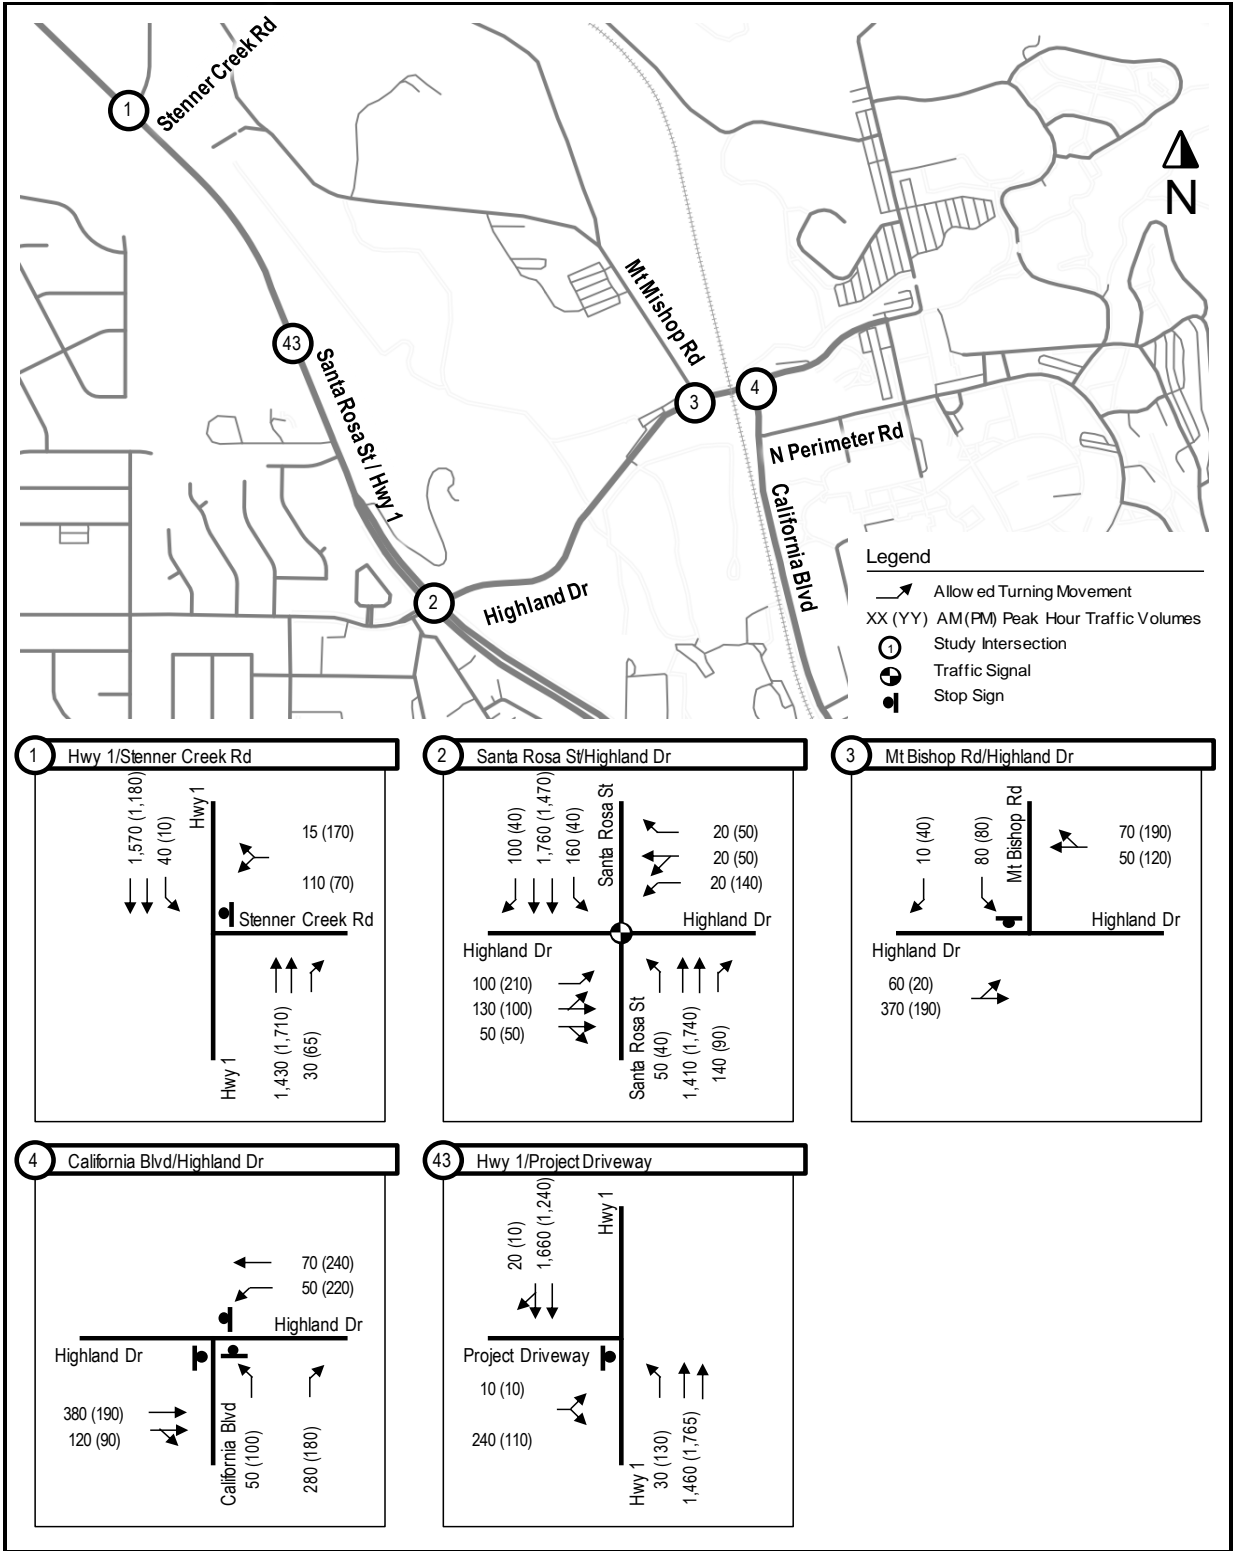 Stenner Creek Rd
1
N
Mt Mishop Rd
43
Santa Rosa St / Hwy 1
3
4
N Perimeter Rd
California Blvd
2
Highland Dr
Legend
Allowed Turning Movement
XX (YY) AM(PM) Peak Hour Traffic Volumes
1 Study Intersection
Traffic Signal
Stop Sign
1 Hwy 1/Stenner Creek Rd
1,570 (1,180)
40 (10)
Hwy 1
15 (170)
110 (70)
Stenner Creek Rd
Hwy 1
1,430 (1,710)
30 (65)
2 Santa Rosa St/Highland Dr
100 (40)
1,760 (1,470)
160 (40)
Santa Rosa St
20 (50)
20 (50)
20 (140)
Highland Dr
Highland Dr
100 (210)
130 (100)
50 (50)
Santa Rosa St
50 (40)
1,410 (1,740)
140 (90)
3 Mt Bishop Rd/Highland Dr
10 (40)
80 (80)
Mt Bishop Rd
70 (190)
50 (120)
Highland Dr
Highland Dr
60 (20)
370 (190)
4 California Blvd/Highland Dr
70 (240)
50 (220)
Highland Dr
Highland Dr
380 (190)
120 (90)
California Blvd
50 (100)
280 (180)
43 Hwy 1/Project Driveway
20 (10)
1,660 (1,240)
Hwy 1
Project Driveway
10 (10)
240 (110)
Hwy 1
30 (130)
1,460 (1,765)